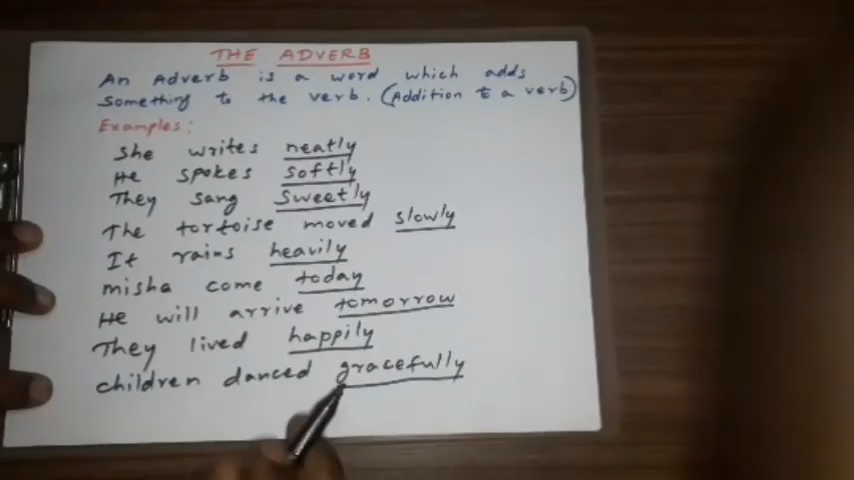 THE ADVERB
An Adverb is a word which adds
something to the verb. (Addition to a verb)
Examples:
She writes neatly
He spokes softly
They sang sweetly
The tortoise moved slowly
It rains heavily
misha come today
He will arrive tomorrow
They lived happily
children danced gracefully